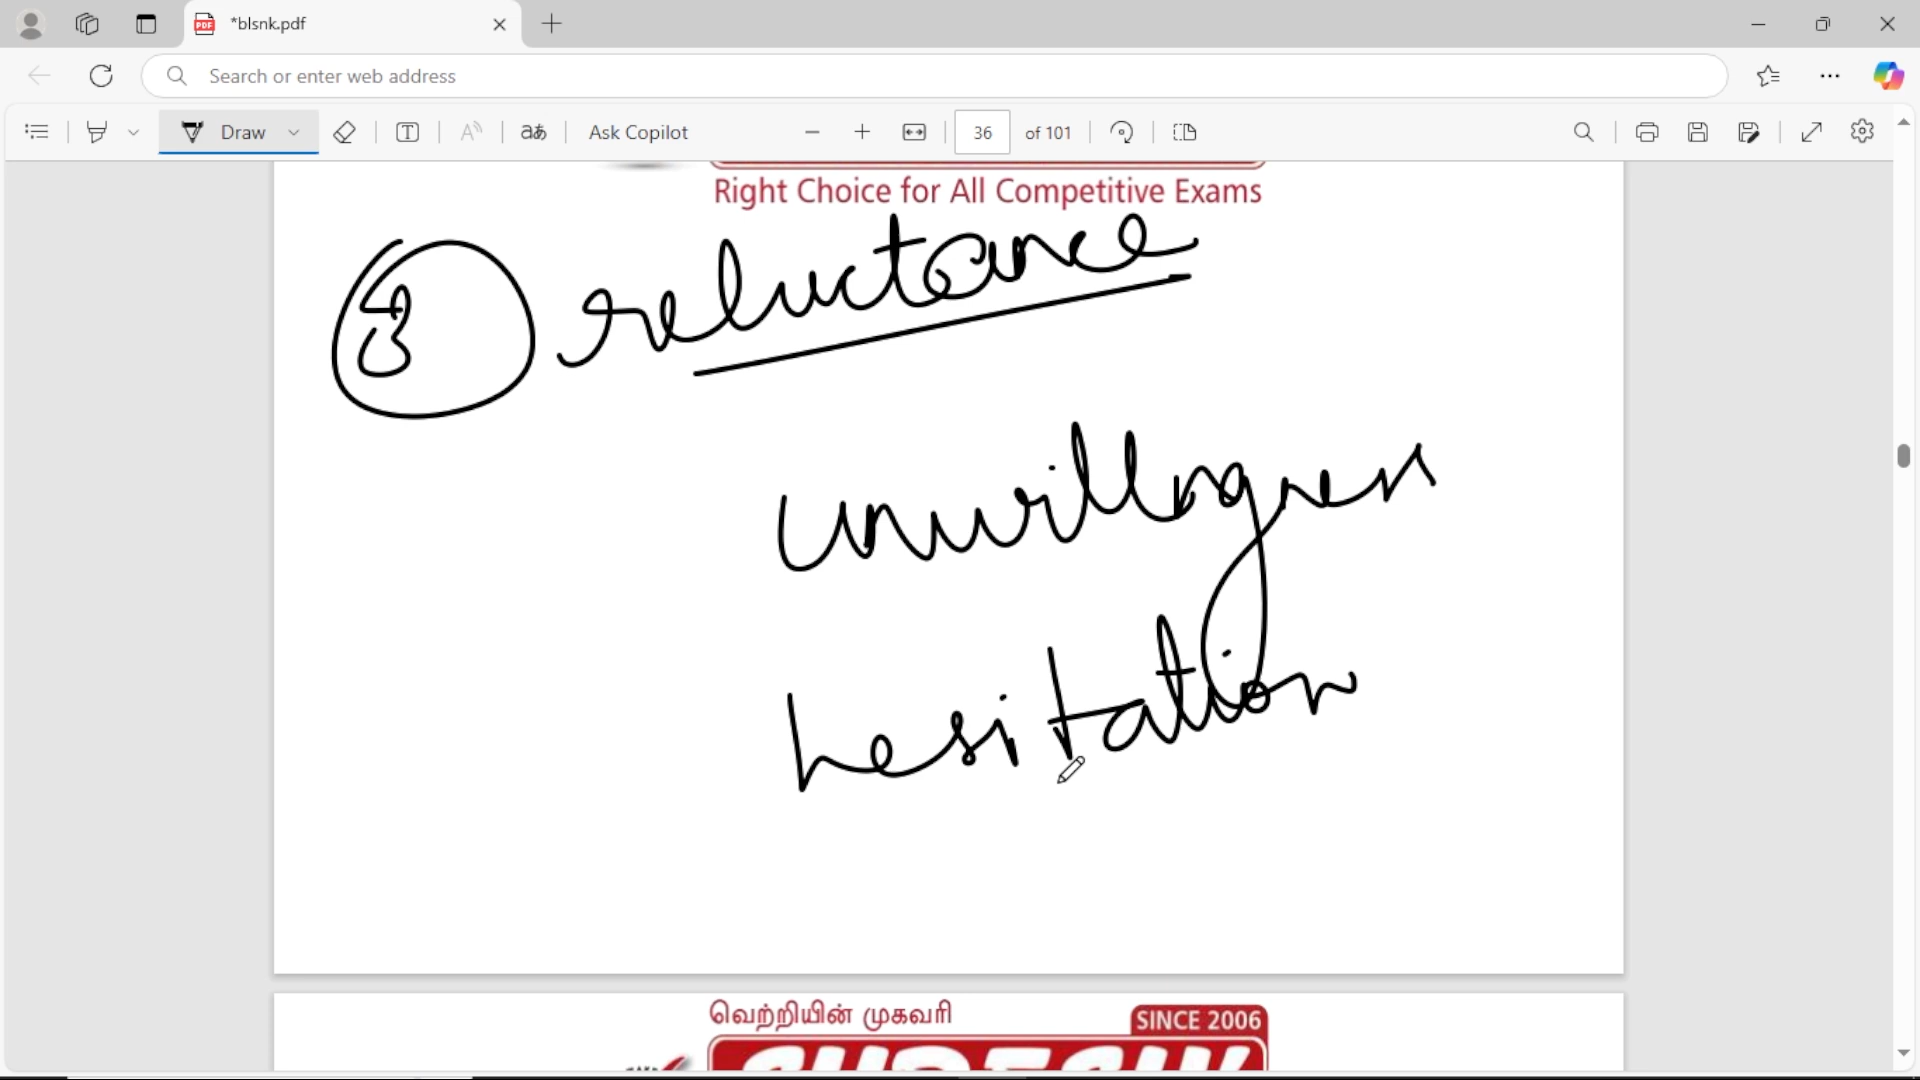 *blsnk.pdf
Search or enter web address
Draw
Ask Copilot
36 of 101
Right Choice for All Competitive Exams
3 reluctance
unwillingness
hesitation
வெற்றியின் முகவரி
SINCE 2006